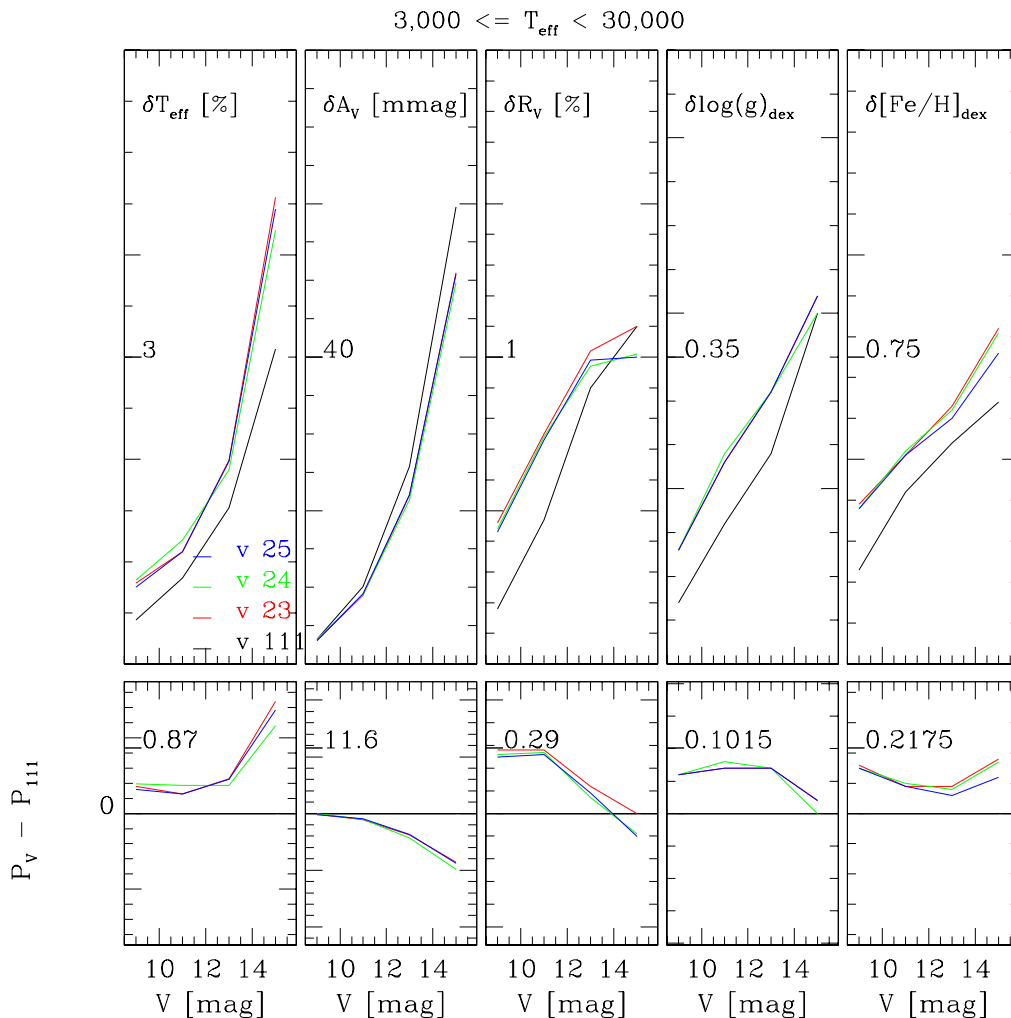 3,000 <= T_eff < 30,000
δT_eff [%]
δA_V [mmag]
δR_V [%]
δlog(g)_dex
δ[Fe/H]_dex
3
40
1
0.35
0.75
v 25
v 24
v 23
v 111
0.87
11.6
0.29
0.1015
0.2175
0
P_V − P_111
10 12 14
10 12 14
10 12 14
10 12 14
10 12 14
V [mag]
V [mag]
V [mag]
V [mag]
V [mag]